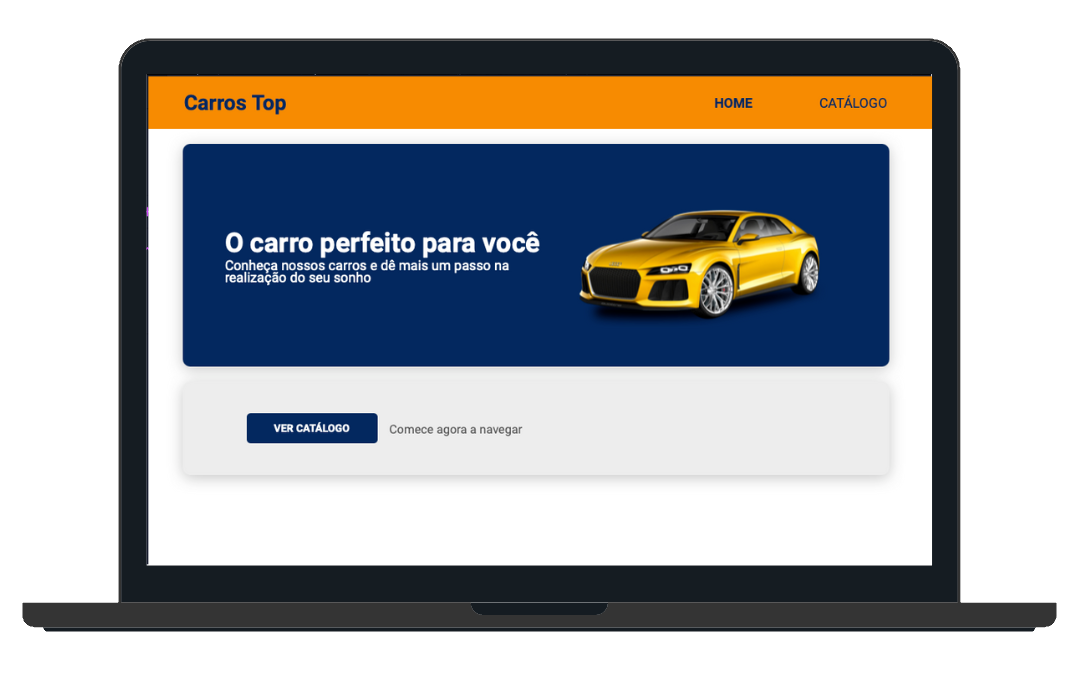 Carros Top
HOME
CATÁLOGO
O carro perfeito para você
Conheça nossos carros e dê mais um passo na
realização do seu sonho
VER CATÁLOGO
Comece agora a navegar